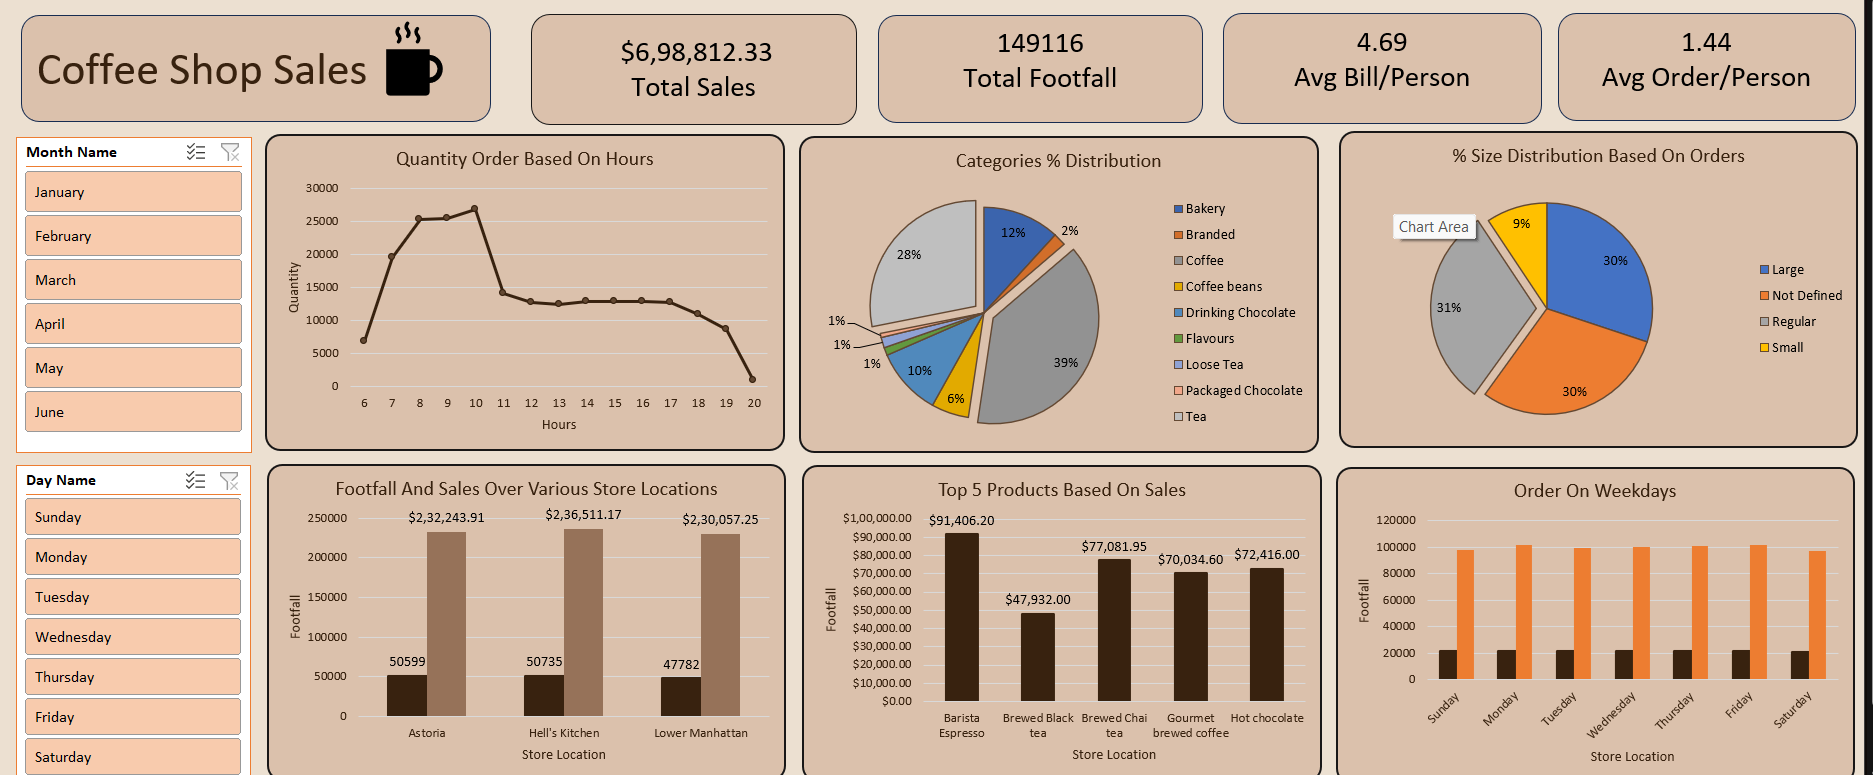 Coffee Shop Sales
$6,98,812.33
Total Sales
149116
Total Footfall
4.69
Avg Bill/Person
1.44
Avg Order/Person
Month Name
January
February
March
April
May
June
Quantity Order Based On Hours
30000
25000
20000
15000
10000
5000
0
Quantity
6 7 8 9 10 11 12 13 14 15 16 17 18 19 20
Hours
Categories % Distribution
12%
2%
39%
6%
10%
1%
1%
1%
28%
Bakery
Branded
Coffee
Coffee beans
Drinking Chocolate
Flavours
Loose Tea
Packaged Chocolate
Tea
% Size Distribution Based On Orders
Chart Area
9%
30%
31%
30%
Large
Not Defined
Regular
Small
Day Name
Sunday
Monday
Tuesday
Wednesday
Thursday
Friday
Saturday
Footfall And Sales Over Various Store Locations
250000
200000
150000
100000
50000
0
Footfall
$2,32,243.91
$2,36,511.17
$2,30,057.25
50599
50735
47782
Astoria
Hell's Kitchen
Lower Manhattan
Store Location
Top 5 Products Based On Sales
$1,00,000.00
$90,000.00
$80,000.00
$70,000.00
$60,000.00
$50,000.00
$40,000.00
$30,000.00
$20,000.00
$10,000.00
$0.00
Footfall
$91,406.20
$47,932.00
$77,081.95
$70,034.60
$72,416.00
Barista
Espresso
Brewed Black
tea
Brewed Chai
tea
Gourmet
brewed coffee
Hot chocolate
Store Location
Order On Weekdays
120000
100000
80000
60000
40000
20000
0
Footfall
Sunday
Monday
Tuesday
Wednesday
Thursday
Friday
Saturday
Store Location